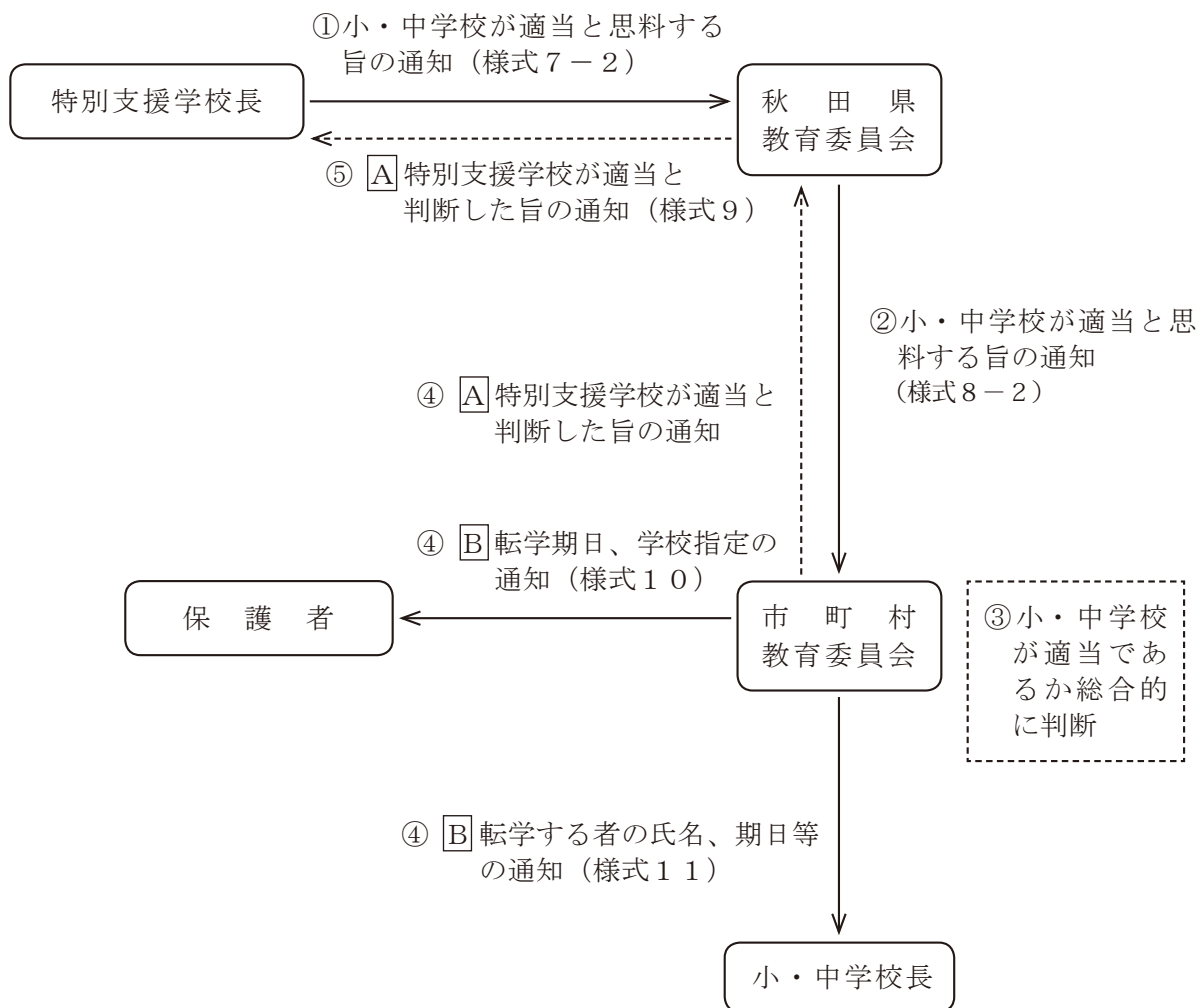 ①小・中学校が適当と思料する
旨の通知（様式７－２）
特別支援学校長
秋田県
教育委員会
⑤ A 特別支援学校が適当と
判断した旨の通知（様式９）
②小・中学校が適当と思
料する旨の通知
（様式８－２）
④ A 特別支援学校が適当と
判断した旨の通知
④ B 転学期日、学校指定の
通知（様式１０）
保護者
市町村
教育委員会
③小・中学校
が適当であ
るか総合的
に判断
④ B 転学する者の氏名、期日等
の通知（様式１１）
小・中学校長